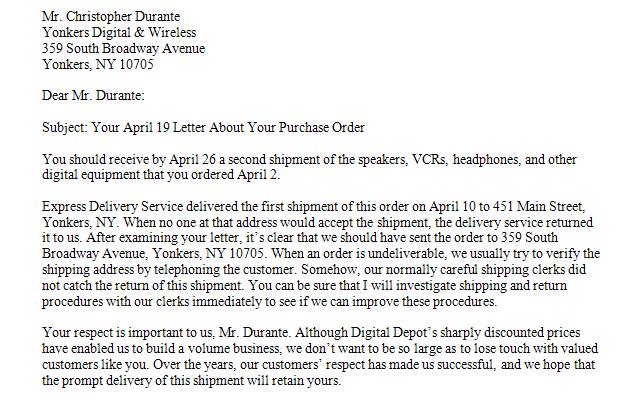 Mr. Christopher Durante
Yonkers Digital & Wireless
359 South Broadway Avenue
Yonkers, NY 10705
Dear Mr. Durante:
Subject: Your April 19 Letter About Your Purchase Order
You should receive by April 26 a second shipment of the speakers, VCRs, headphones, and other
digital equipment that you ordered April 2.
Express Delivery Service delivered the first shipment of this order on April 10 to 451 Main Street,
Yonkers, NY. When no one at that address would accept the shipment, the delivery service returned
it to us. After examining your letter, it’s clear that we should have sent the order to 359 South
Broadway Avenue, Yonkers, NY 10705. When an order is undeliverable, we usually try to verify the
shipping address by telephoning the customer. Somehow, our normally careful shipping clerks did
not catch the return of this shipment. You can be sure that I will investigate shipping and return
procedures with our clerks immediately to see if we can improve these procedures.
Your respect is important to us, Mr. Durante. Although Digital Depot’s sharply discounted prices
have enabled us to build a volume business, we don’t want to be so large as to lose touch with valued
customers like you. Over the years, our customers’ respect has made us successful, and we hope that
the prompt delivery of this shipment will retain yours.